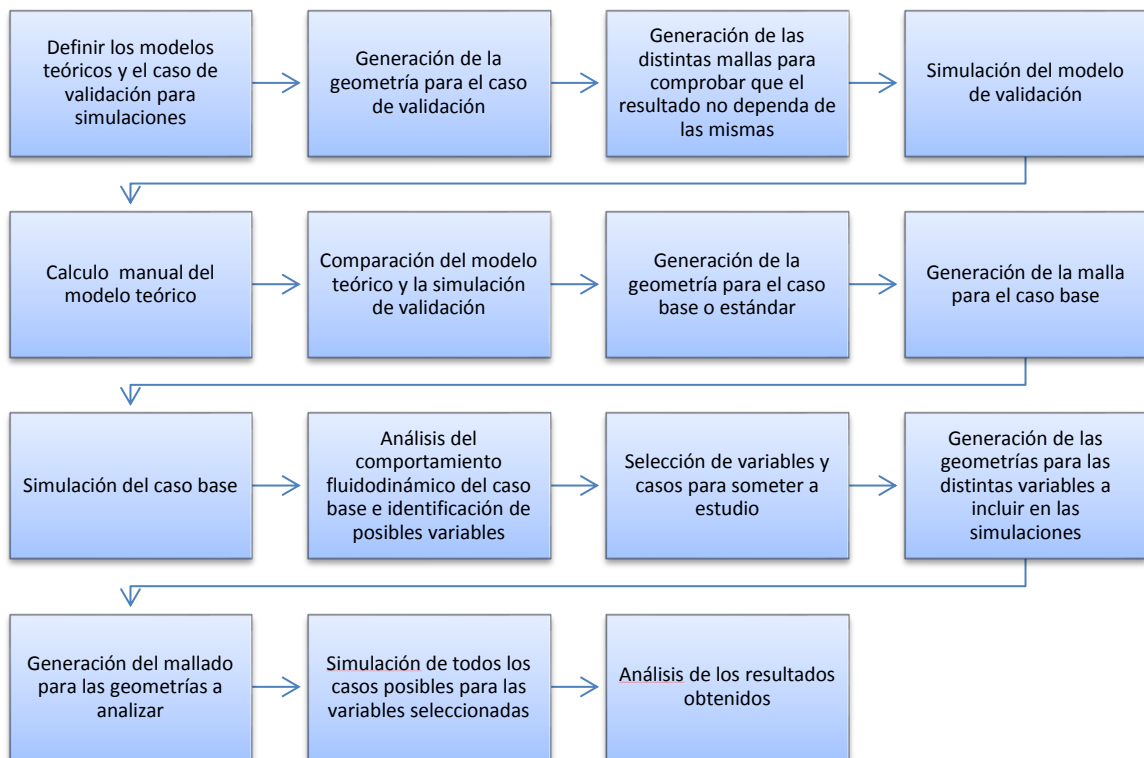 Definir los modelos
teóricos y el caso de
validación para
simulaciones
Generación de la
geometría para el caso
de validación
Generación de las
distintas mallas para
comprobar que el
resultado no dependa de
las mismas
Simulación del modelo
de validación
Calculo manual del
modelo teórico
Comparación del modelo
teórico y la simulación
de validación
Generación de la
geometría para el caso
base o estándar
Generación de la malla
para el caso base
Simulación del caso base
Análisis del
comportamiento
fluidodinámico del caso
base e identificación de
posibles variables
Selección de variables y
casos para someter a
estudio
Generación de las
geometrías para las
distintas variables a
incluir en las
simulaciones
Generación del mallado
para las geometrías a
analizar
Simulación de todos los
casos posibles para las
variables seleccionadas
Análisis de los resultados
obtenidos